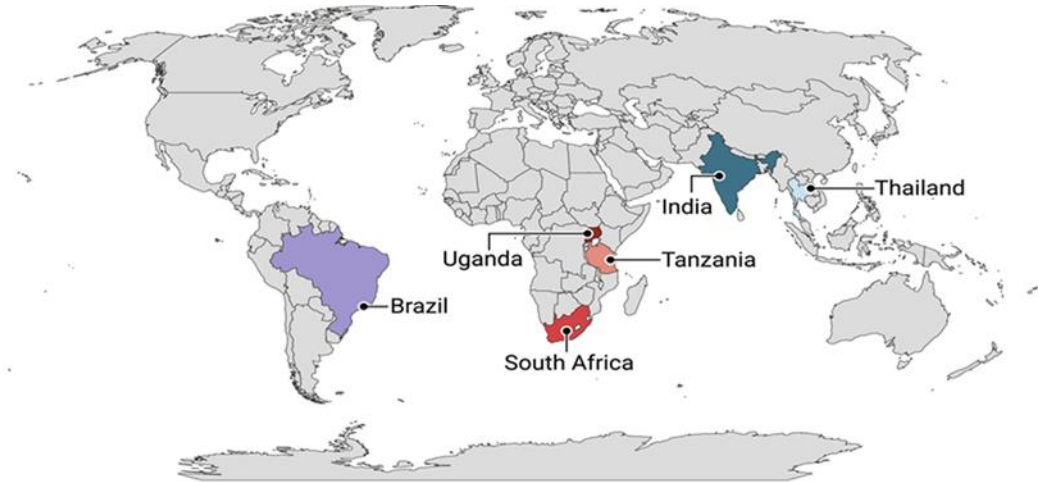 Thailand
India
Uganda
Tanzania
Brazil
South Africa